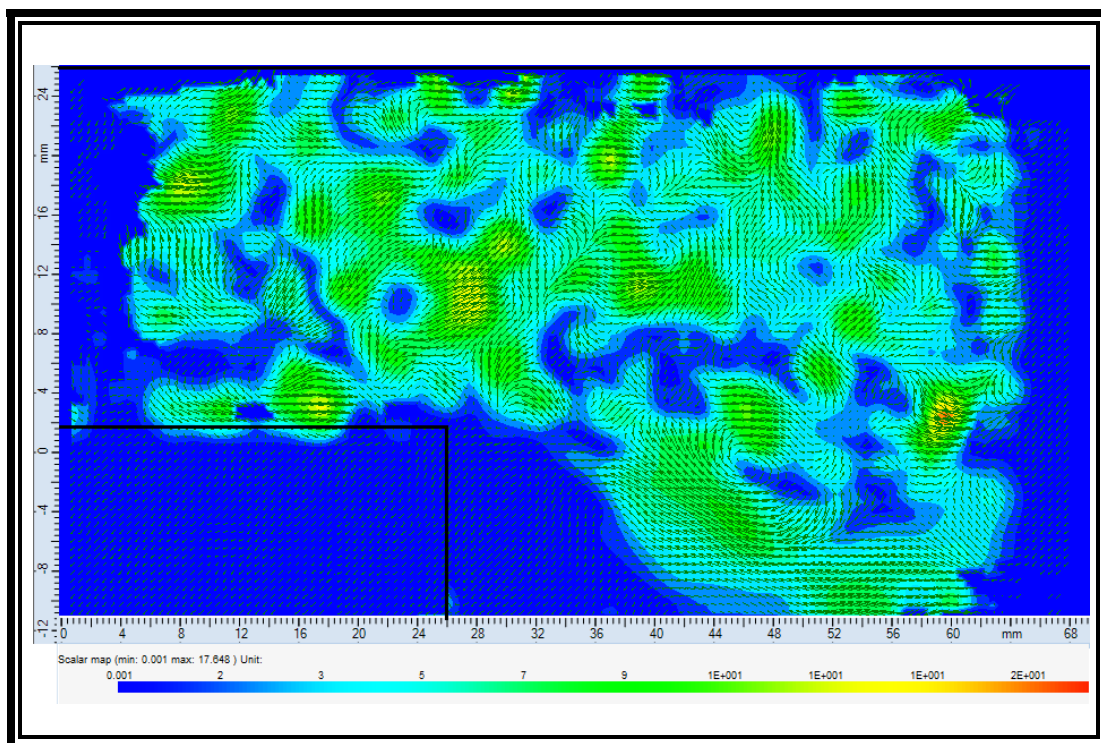 24
mm
16
12
8
4
0
-4
-8
-12
0 4 8 12 16 20 24 28 32 36 40 44 48 52 56 60 mm 68
Scalar map (min: 0.001 max: 17.648 ) Unit:
0.001 2 3 5 7 9 1E+001 1E+001 1E+001 2E+001